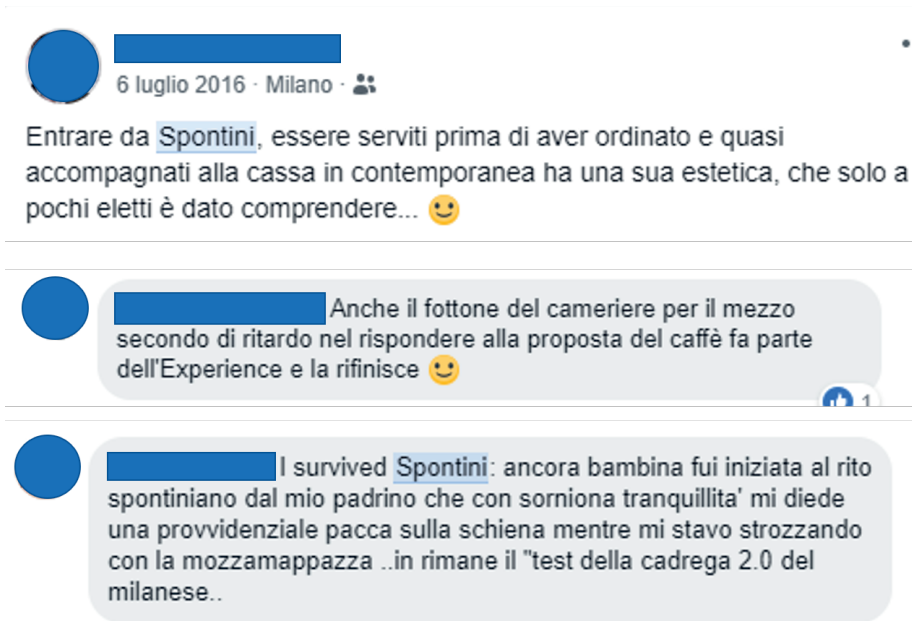 6 luglio 2016 · Milano ·
Entrare da Spontini, essere serviti prima di aver ordinato e quasi
accompagnati alla cassa in contemporanea ha una sua estetica, che solo a
pochi eletti è dato comprendere... 🙂
Anche il fottone del cameriere per il mezzo
secondo di ritardo nel rispondere alla proposta del caffè fa parte
dell'Experience e la rifinisce 🙂
1
I survived Spontini: ancora bambina fui iniziata al rito
spontiniano dal mio padrino che con sorniona tranquillita' mi diede
una provvidenziale pacca sulla schiena mentre mi stavo strozzando
con la mozzamappazza ..in rimane il "test della cadrega 2.0 del
milanese..